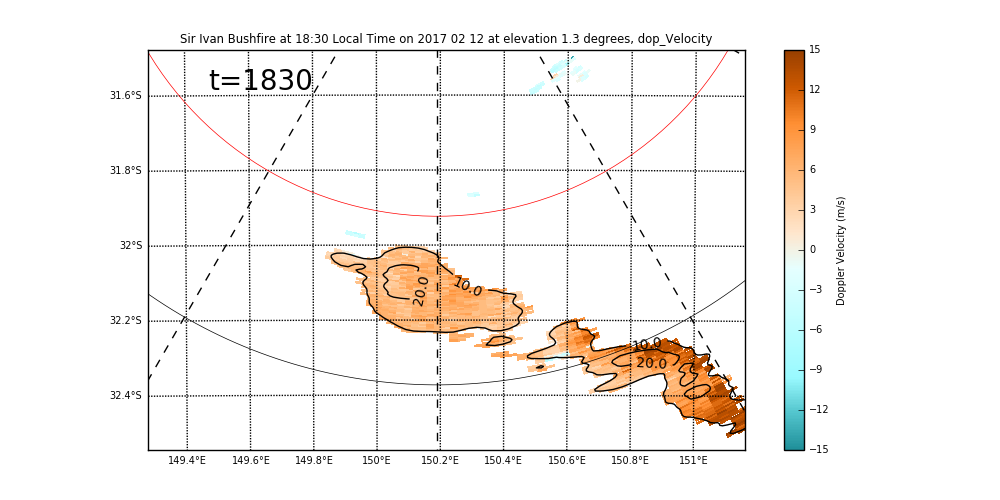 Sir Ivan Bushfire at 18:30 Local Time on 2017 02 12 at elevation 1.3 degrees, dop_Velocity
t=1830
31.6°S
31.8°S
32°S
32.2°S
32.4°S
20.0
10.0
10.0
20.0
149.4°E 149.6°E 149.8°E 150°E 150.2°E 150.4°E 150.6°E 150.8°E 151°E
15
12
9
6
3
0
−3
−6
−9
−12
−15
Doppler Velocity (m/s)